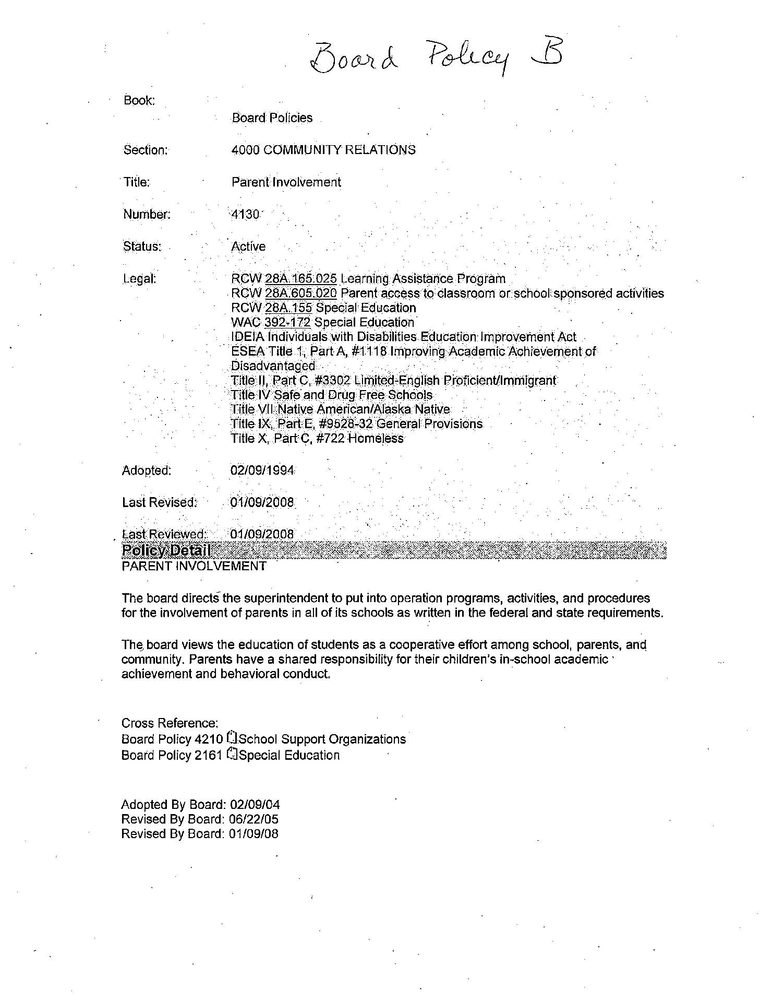 Board Policy B
Book:
Board Policies
Section: 4000 COMMUNITY RELATIONS
Title: Parent Involvement
Number: 4130
Status: Active
Legal: RCW 28A.165.025 Learning Assistance Program
RCW 28A.605.020 Parent access to classroom or school sponsored activities
RCW 28A.155 Special Education
WAC 392-172 Special Education
IDEIA Individuals with Disabilities Education Improvement Act
ESEA Title 1, Part A, #1118 Improving Academic Achievement of
Disadvantaged
Title II, Part C, #3302 Limited-English Proficient/Immigrant
Title IV Safe and Drug Free Schools
Title VII Native American/Alaska Native
Title IX, Part E, #9528-32 General Provisions
Title X, Part C, #722 Homeless
Adopted: 02/09/1994
Last Revised: 01/09/2008
Last Reviewed: 01/09/2008
Policy Detail
PARENT INVOLVEMENT
The board directs the superintendent to put into operation programs, activities, and procedures
for the involvement of parents in all of its schools as written in the federal and state requirements.
The board views the education of students as a cooperative effort among school, parents, and
community. Parents have a shared responsibility for their children's in-school academic
achievement and behavioral conduct.
Cross Reference:
Board Policy 4210 School Support Organizations
Board Policy 2161 Special Education
Adopted By Board: 02/09/04
Revised By Board: 06/22/05
Revised By Board: 01/09/08